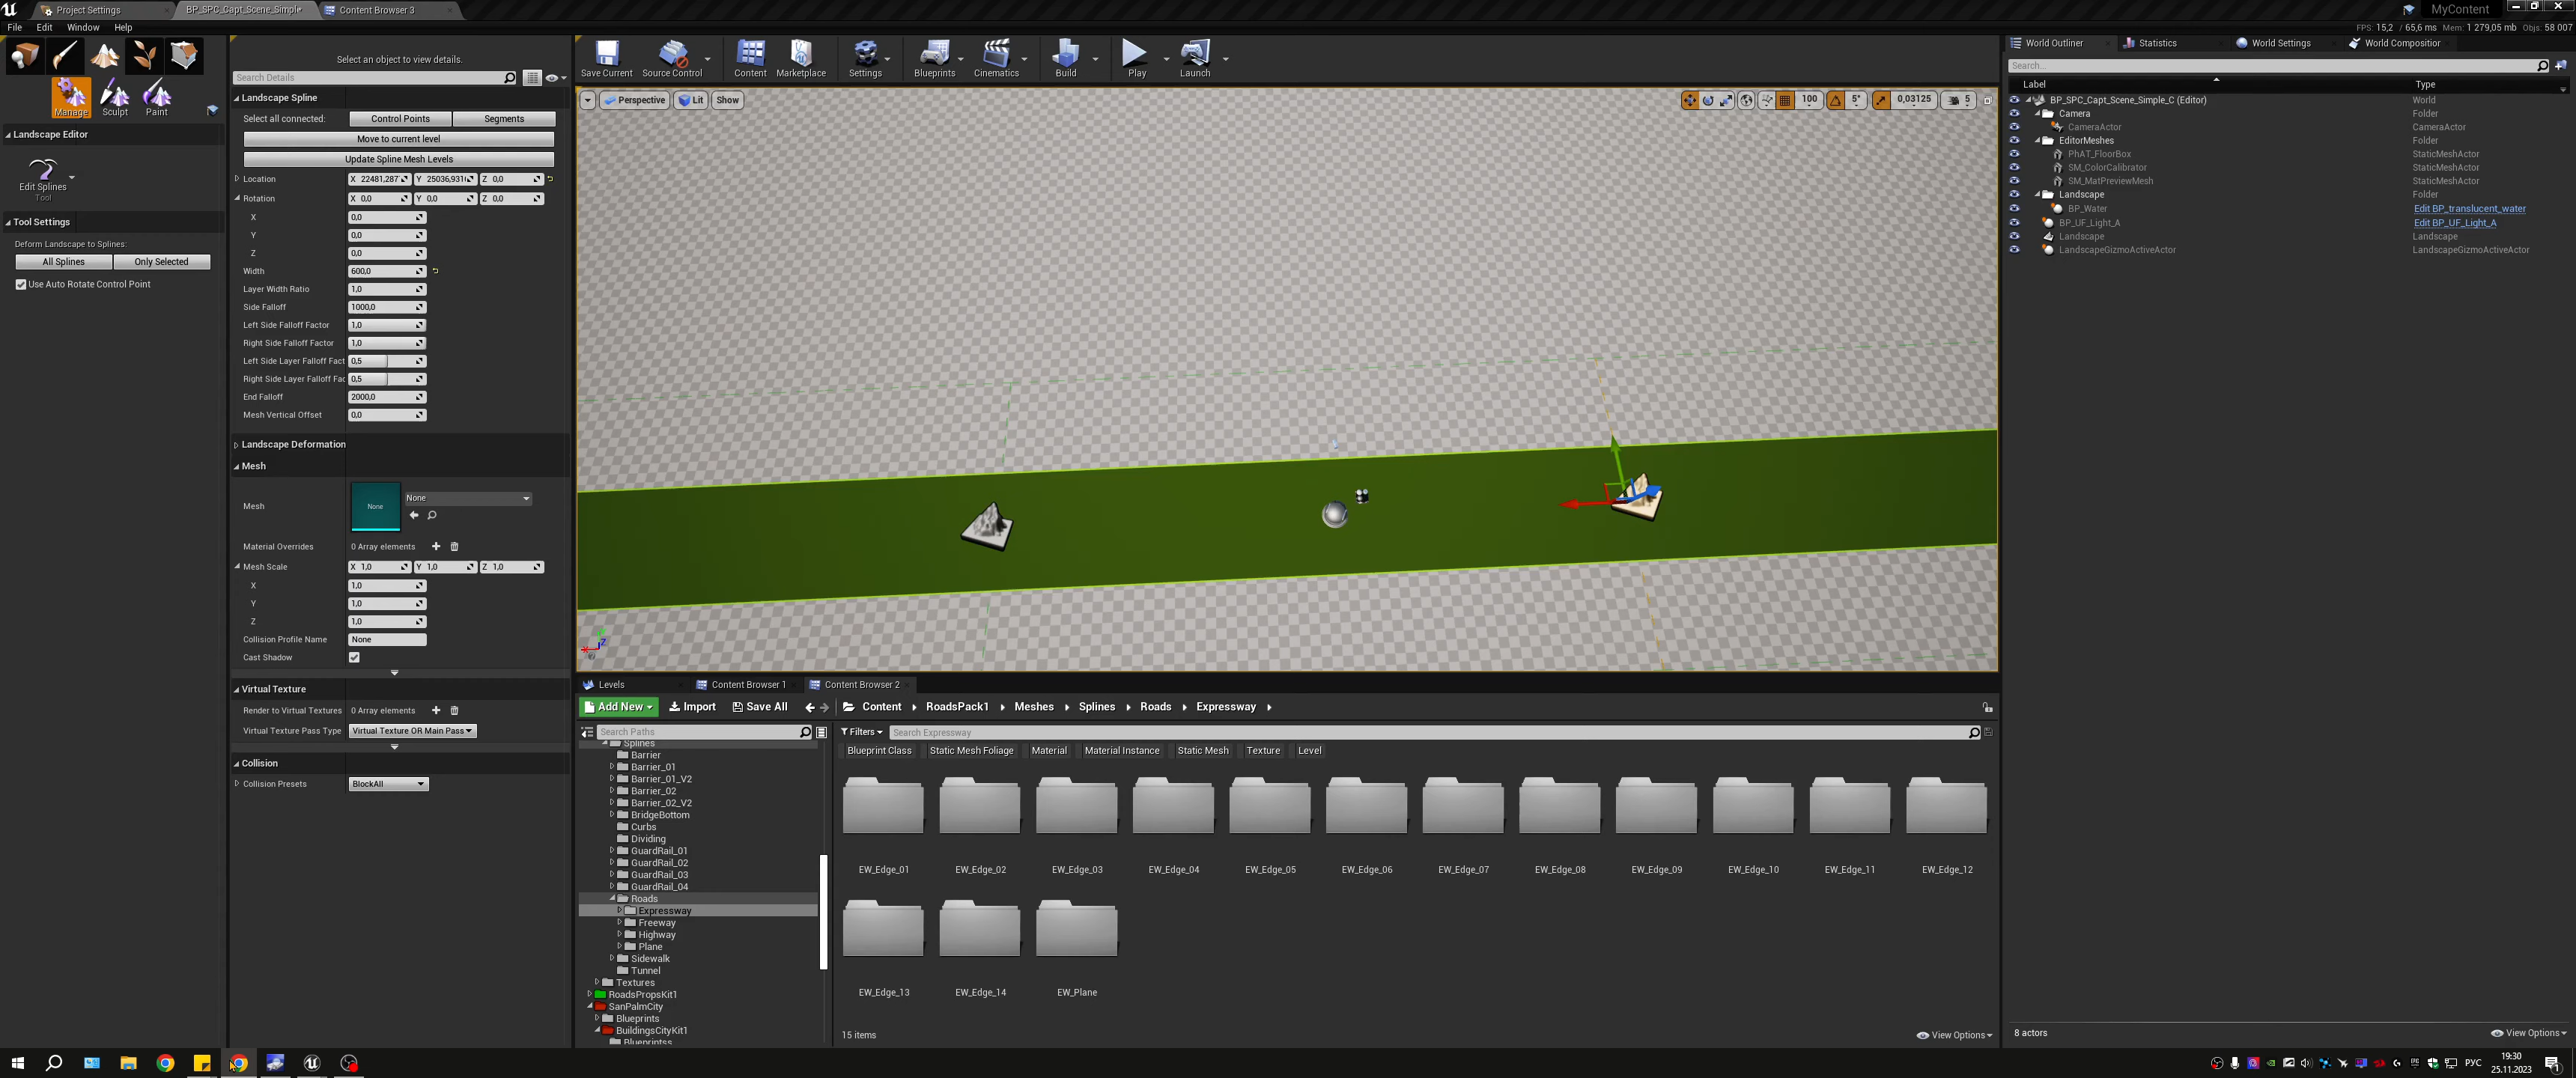 Project Settings
BP_SPC_Capt_Scene_Simple*
Content Browser 3
MyContent
File Edit Window Help
FPS: 15,2 / 65,6 ms Mem: 1 279,05 mb Objs: 58 007
Manage
Sculpt
Paint
Landscape Editor
Edit Splines
Tool
Tool Settings
Deform Landscape to Splines:
All Splines
Only Selected
Use Auto Rotate Control Point
Select an object to view details.
Search Details
Landscape Spline
Select all connected:
Control Points
Segments
Move to current level
Update Spline Mesh Levels
Location X 22481,287 Y 25036,931 Z 0,0
Rotation X 0,0 Y 0,0 Z 0,0
X 0,0
Y 0,0
Z 0,0
Width 600,0
Layer Width Ratio 1,0
Side Falloff 1000,0
Left Side Falloff Factor 1,0
Right Side Falloff Factor 1,0
Left Side Layer Falloff Fact 0,5
Right Side Layer Falloff Fac 0,5
End Falloff 2000,0
Mesh Vertical Offset 0,0
Landscape Deformation
Mesh
Mesh None None
Material Overrides 0 Array elements
Mesh Scale X 1,0 Y 1,0 Z 1,0
X 1,0
Y 1,0
Z 1,0
Collision Profile Name None
Cast Shadow
Virtual Texture
Render to Virtual Textures 0 Array elements
Virtual Texture Pass Type Virtual Texture OR Main Pass
Collision
Collision Presets BlockAll
Save Current
Source Control
Content
Marketplace
Settings
Blueprints
Cinematics
Build
Play
Launch
Perspective
Lit
Show
100
5°
0,03125
5
Levels
Content Browser 1
Content Browser 2
Add New
Import
Save All
Content
RoadsPack1
Meshes
Splines
Roads
Expressway
Search Paths
Splines
Barrier
Barrier_01
Barrier_01_V2
Barrier_02
Barrier_02_V2
BridgeBottom
Curbs
Dividing
GuardRail_01
GuardRail_02
GuardRail_03
GuardRail_04
Roads
Expressway
Freeway
Highway
Plane
Sidewalk
Tunnel
Textures
RoadsPropsKit1
SanPalmCity
Blueprints
BuildingsCityKit1
Blueprintss
Filters
Search Expressway
Blueprint Class
Static Mesh Foliage
Material
Material Instance
Static Mesh
Texture
Level
EW_Edge_01
EW_Edge_02
EW_Edge_03
EW_Edge_04
EW_Edge_05
EW_Edge_06
EW_Edge_07
EW_Edge_08
EW_Edge_09
EW_Edge_10
EW_Edge_11
EW_Edge_12
EW_Edge_13
EW_Edge_14
EW_Plane
15 items
View Options
World Outliner
Statistics
World Settings
World Compositior
Search...
Label Type
BP_SPC_Capt_Scene_Simple_C (Editor) World
Camera Folder
CameraActor CameraActor
EditorMeshes Folder
PhAT_FloorBox StaticMeshActor
SM_ColorCalibrator StaticMeshActor
SM_MatPreviewMesh StaticMeshActor
Landscape Folder
BP_Water Edit BP_translucent_water
BP_UF_Light_A Edit BP_UF_Light_A
Landscape Landscape
LandscapeGizmoActiveActor LandscapeGizmoActiveActor
8 actors
View Options
РУС
19:30
25.11.2023